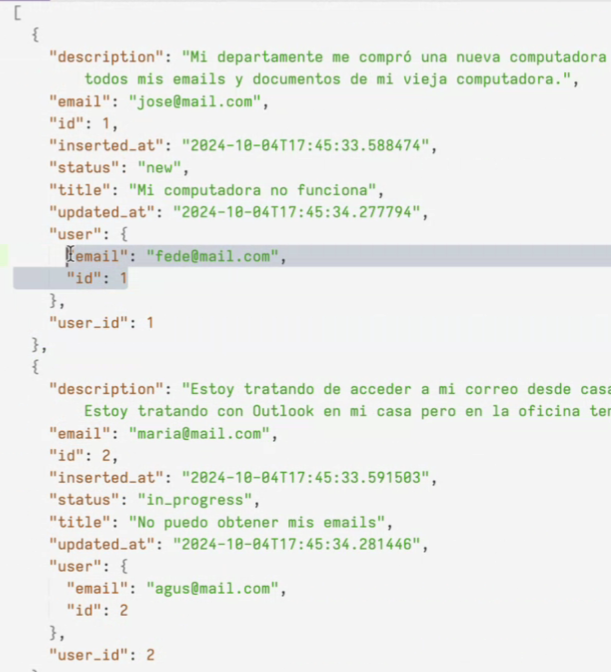 [
{
"description": "Mi departamente me compró una nueva computadora
todos mis emails y documentos de mi vieja computadora.",
"email": "jose@mail.com",
"id": 1,
"inserted_at": "2024-10-04T17:45:33.588474",
"status": "new",
"title": "Mi computadora no funciona",
"updated_at": "2024-10-04T17:45:34.277794",
"user": {
"email": "fede@mail.com",
"id": 1
},
"user_id": 1
},
{
"description": "Estoy tratando de acceder a mi correo desde casa
Estoy tratando con Outlook en mi casa pero en la oficina ten
"email": "maria@mail.com",
"id": 2,
"inserted_at": "2024-10-04T17:45:33.591503",
"status": "in_progress",
"title": "No puedo obtener mis emails",
"updated_at": "2024-10-04T17:45:34.281446",
"user": {
"email": "agus@mail.com",
"id": 2
},
"user_id": 2